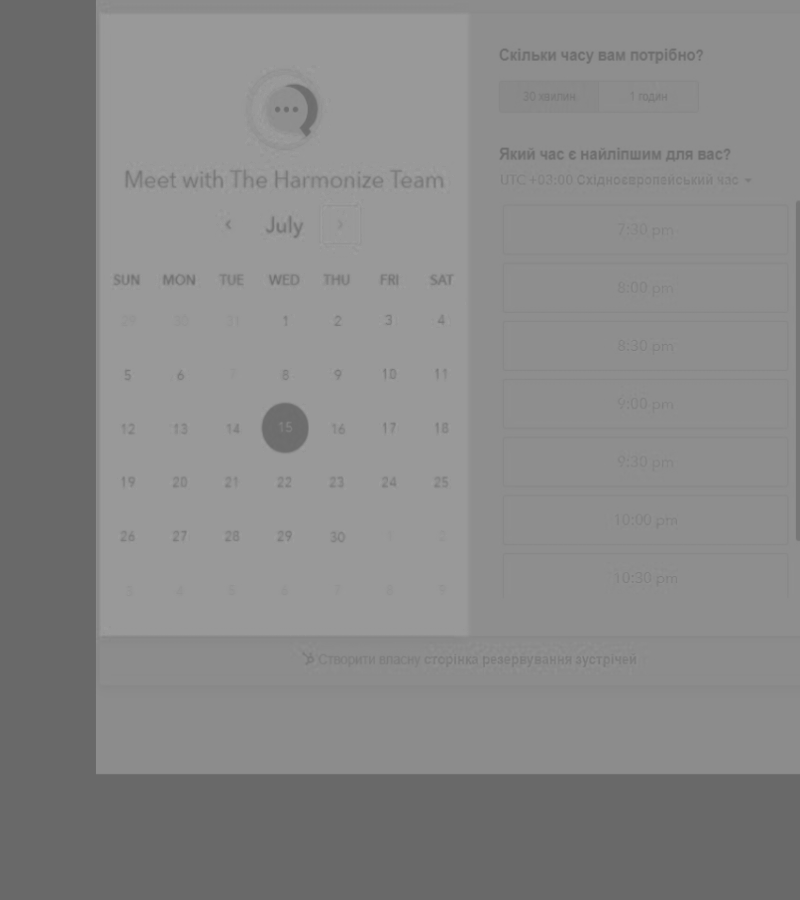 Meet with The Harmonize Team
July
SUN MON TUE WED THU FRI SAT
29 30 31 1 2 3 4
5 6 7 8 9 10 11
12 13 14 15 16 17 18
19 20 21 22 23 24 25
26 27 28 29 30 1 2
3 4 5 6 7 8 9
Скільки часу вам потрібно?
30 хвилин 1 годин
Який час є найліпшим для вас?
UTC +03:00 Східноєвропейський час
7:30 pm
8:00 pm
8:30 pm
9:00 pm
9:30 pm
10:00 pm
10:30 pm
Створити власну сторінка резервування зустрічей